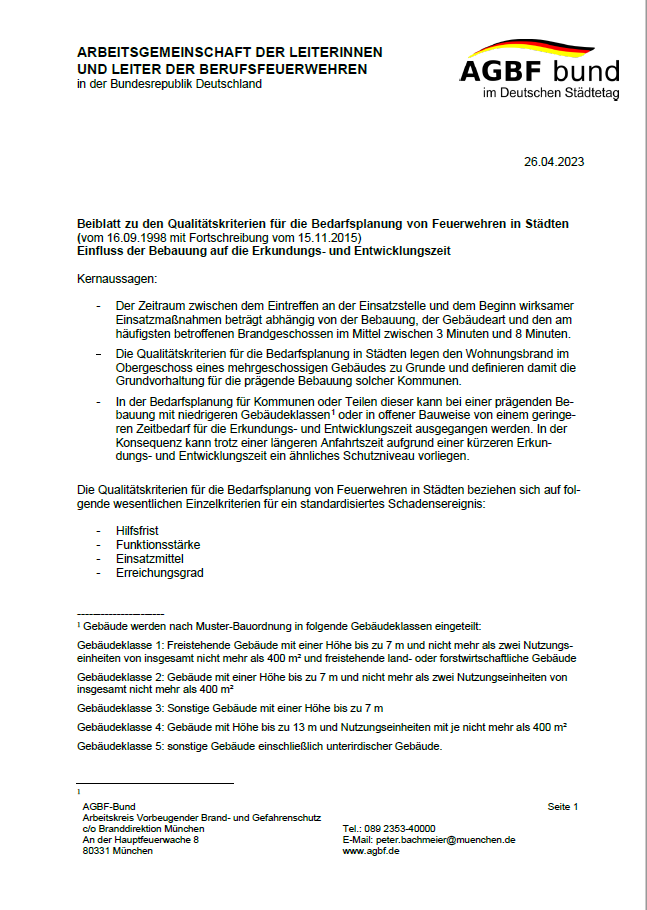 ARBEITSGEMEINSCHAFT DER LEITERINNEN
UND LEITER DER BERUFSFEUERWEHREN
in der Bundesrepublik Deutschland
AGBF bund
im Deutschen Städtetag
26.04.2023
Beiblatt zu den Qualitätskriterien für die Bedarfsplanung von Feuerwehren in Städten
(vom 16.09.1998 mit Fortschreibung vom 15.11.2015)
Einfluss der Bebauung auf die Erkundungs- und Entwicklungszeit
Kernaussagen:
- Der Zeitraum zwischen dem Eintreffen an der Einsatzstelle und dem Beginn wirksamer
Einsatzmaßnahmen beträgt abhängig von der Bebauung, der Gebäudeart und den am
häufigsten betroffenen Brandgeschossen im Mittel zwischen 3 Minuten und 8 Minuten.
– Die Qualitätskriterien für die Bedarfsplanung in Städten legen den Wohnungsbrand im
Obergeschoss eines mehrgeschossigen Gebäudes zu Grunde und definieren damit die
Grundvorhaltung für die prägende Bebauung solcher Kommunen.
- In der Bedarfsplanung für Kommunen oder Teilen dieser kann bei einer prägenden Be-
bauung mit niedrigeren Gebäudeklassen¹ oder in offener Bauweise von einem geringe-
ren Zeitbedarf für die Erkundungs- und Entwicklungszeit ausgegangen werden. In der
Konsequenz kann trotz einer längeren Anfahrtszeit aufgrund einer kürzeren Erkun-
dungs- und Entwicklungszeit ein ähnliches Schutzniveau vorliegen.
Die Qualitätskriterien für die Bedarfsplanung von Feuerwehren in Städten beziehen sich auf fol-
gende wesentlichen Einzelkriterien für ein standardisiertes Schadensereignis:
- Hilfsfrist
- Funktionsstärke
- Einsatzmittel
- Erreichungsgrad
----------------------
¹ Gebäude werden nach Muster-Bauordnung in folgende Gebäudeklassen eingeteilt:
Gebäudeklasse 1: Freistehende Gebäude mit einer Höhe bis zu 7 m und nicht mehr als zwei Nutzungs-
einheiten von insgesamt nicht mehr als 400 m² und freistehende land- oder forstwirtschaftliche Gebäude
Gebäudeklasse 2: Gebäude mit einer Höhe bis zu 7 m und nicht mehr als zwei Nutzungseinheiten von
insgesamt nicht mehr als 400 m²
Gebäudeklasse 3: Sonstige Gebäude mit einer Höhe bis zu 7 m
Gebäudeklasse 4: Gebäude mit Höhe bis zu 13 m und Nutzungseinheiten mit je nicht mehr als 400 m²
Gebäudeklasse 5: sonstige Gebäude einschließlich unterirdischer Gebäude.
1
AGBF-Bund Seite 1
Arbeitskreis Vorbeugender Brand- und Gefahrenschutz
c/o Branddirektion München Tel.: 089 2353-40000
An der Hauptfeuerwache 8 E-Mail: peter.bachmeier@muenchen.de
80331 München www.agbf.de